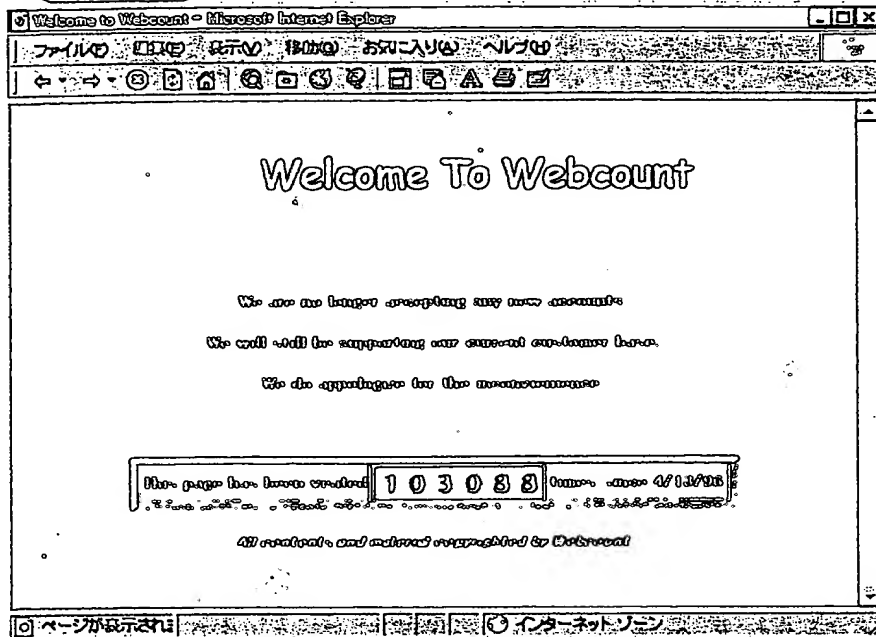 Welcome to Webcount - Microsoft Internet Explorer
ファイル(F) 編集(E) 表示(V) 移動(G) お気に入り(A) ヘルプ(H)
Welcome To Webcount
We are no longer accepting any new accounts
We will still be supporting our current customer base.
We do appologize for the inconvenience
This page has been visited 103088 times since 4/13/96
All contents and material copyrighted by Webcount
ページが表示されま
インターネット ゾーン